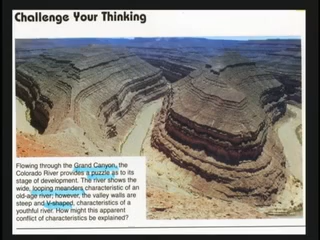 Challenge Your Thinking
Flowing through the Grand Canyon, the
Colorado River provides a puzzle as to its
stage of development. The river shows the
wide, looping meanders characteristic of an
old-age river; however, the valley walls are
steep and V-shaped, characteristics of a
youthful river. How might this apparent
conflict of characteristics be explained?